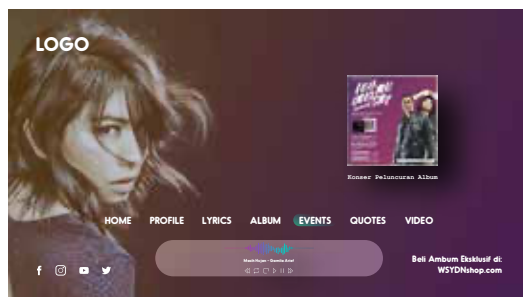 LOGO
Konser Peluncuran Album
HOME PROFILE LYRICS ALBUM EVENTS QUOTES VIDEO
Beli Ambum Eksklusif di:
WSYDNshop.com